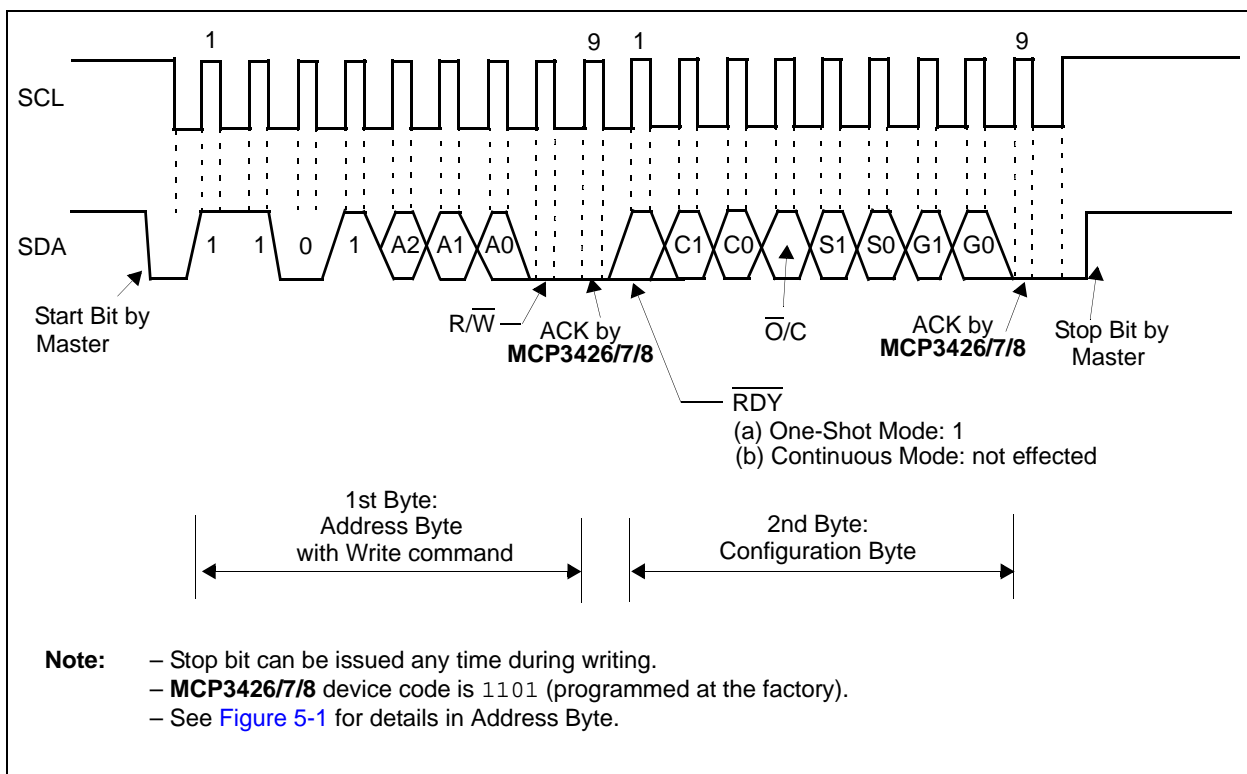 1 9 1 9
SCL
SDA 1 1 0 1 A2 A1 A0 C1 C0 S1 S0 G1 G0
Start Bit by
Master
R/W̅
ACK by
MCP3426/7/8
O̅/C
ACK by
MCP3426/7/8
Stop Bit by
Master
R̅D̅Y̅
(a) One-Shot Mode: 1
(b) Continuous Mode: not effected
1st Byte:
Address Byte
with Write command
2nd Byte:
Configuration Byte
Note: – Stop bit can be issued any time during writing.
– MCP3426/7/8 device code is 1101 (programmed at the factory).
– See Figure 5-1 for details in Address Byte.